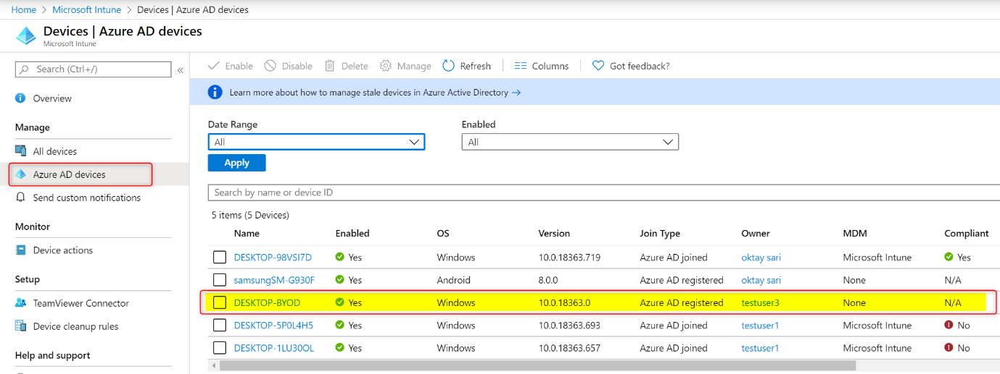 Home > Microsoft Intune > Devices | Azure AD devices
Devices | Azure AD devices
Microsoft Intune
Search (Ctrl+/)
«
Overview
Manage
All devices
Azure AD devices
Send custom notifications
Monitor
Device actions
Setup
TeamViewer Connector
Device cleanup rules
Help and support
Enable Disable Delete Manage Refresh Columns Got feedback?
Learn more about how to manage stale devices in Azure Active Directory →
Date Range Enabled
All All
Apply
Search by name or device ID
5 items (5 Devices)
Name Enabled OS Version Join Type Owner MDM Compliant
DESKTOP-98VSI7D Yes Windows 10.0.18363.719 Azure AD joined oktay sari Microsoft Intune Yes
samsungSM-G930F Yes Android 8.0.0 Azure AD registered oktay sari None N/A
DESKTOP-BYOD Yes Windows 10.0.18363.0 Azure AD registered testuser3 None N/A
DESKTOP-5P0L4H5 Yes Windows 10.0.18363.693 Azure AD joined testuser1 Microsoft Intune No
DESKTOP-1LU30OL Yes Windows 10.0.18363.657 Azure AD joined testuser1 Microsoft Intune No